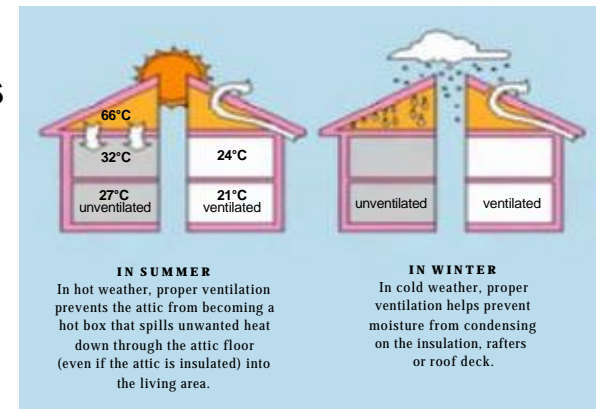 s
66°C
32°C
24°C
27°C
unventilated
21°C
ventilated
unventilated
ventilated
IN SUMMER
In hot weather, proper ventilation
prevents the attic from becoming a
hot box that spills unwanted heat
down through the attic floor
(even if the attic is insulated) into
the living area.
IN WINTER
In cold weather, proper
ventilation helps prevent
moisture from condensing
on the insulation, rafters
or roof deck.